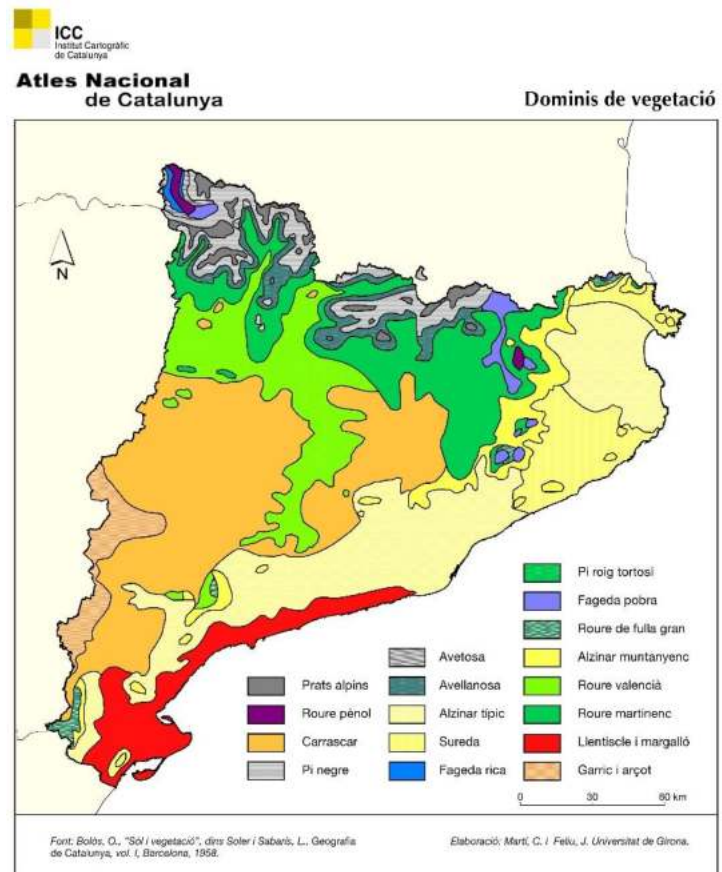 ICC
Institut Cartogràfic
de Catalunya
Atles Nacional
de Catalunya
Dominis de vegetació
N
Pi roig tortosí
Fageda pobra
Roure de fulla gran
Avetosa
Alzinar muntanyenc
Prats alpins
Avellanosa
Roure valencià
Roure pènol
Alzinar típic
Roure martinenc
Carrascar
Sureda
Llentiscle i margalló
Pi negre
Fageda rica
Garric i arçot
0 30 60 km
Font: Bolòs, O., "Sòl i vegetació", dins Soler i Sabarís, L., Geografia
de Catalunya, vol. I, Barcelona, 1958.
Elaboració: Martí, C. i Feliu, J. Universitat de Girona.